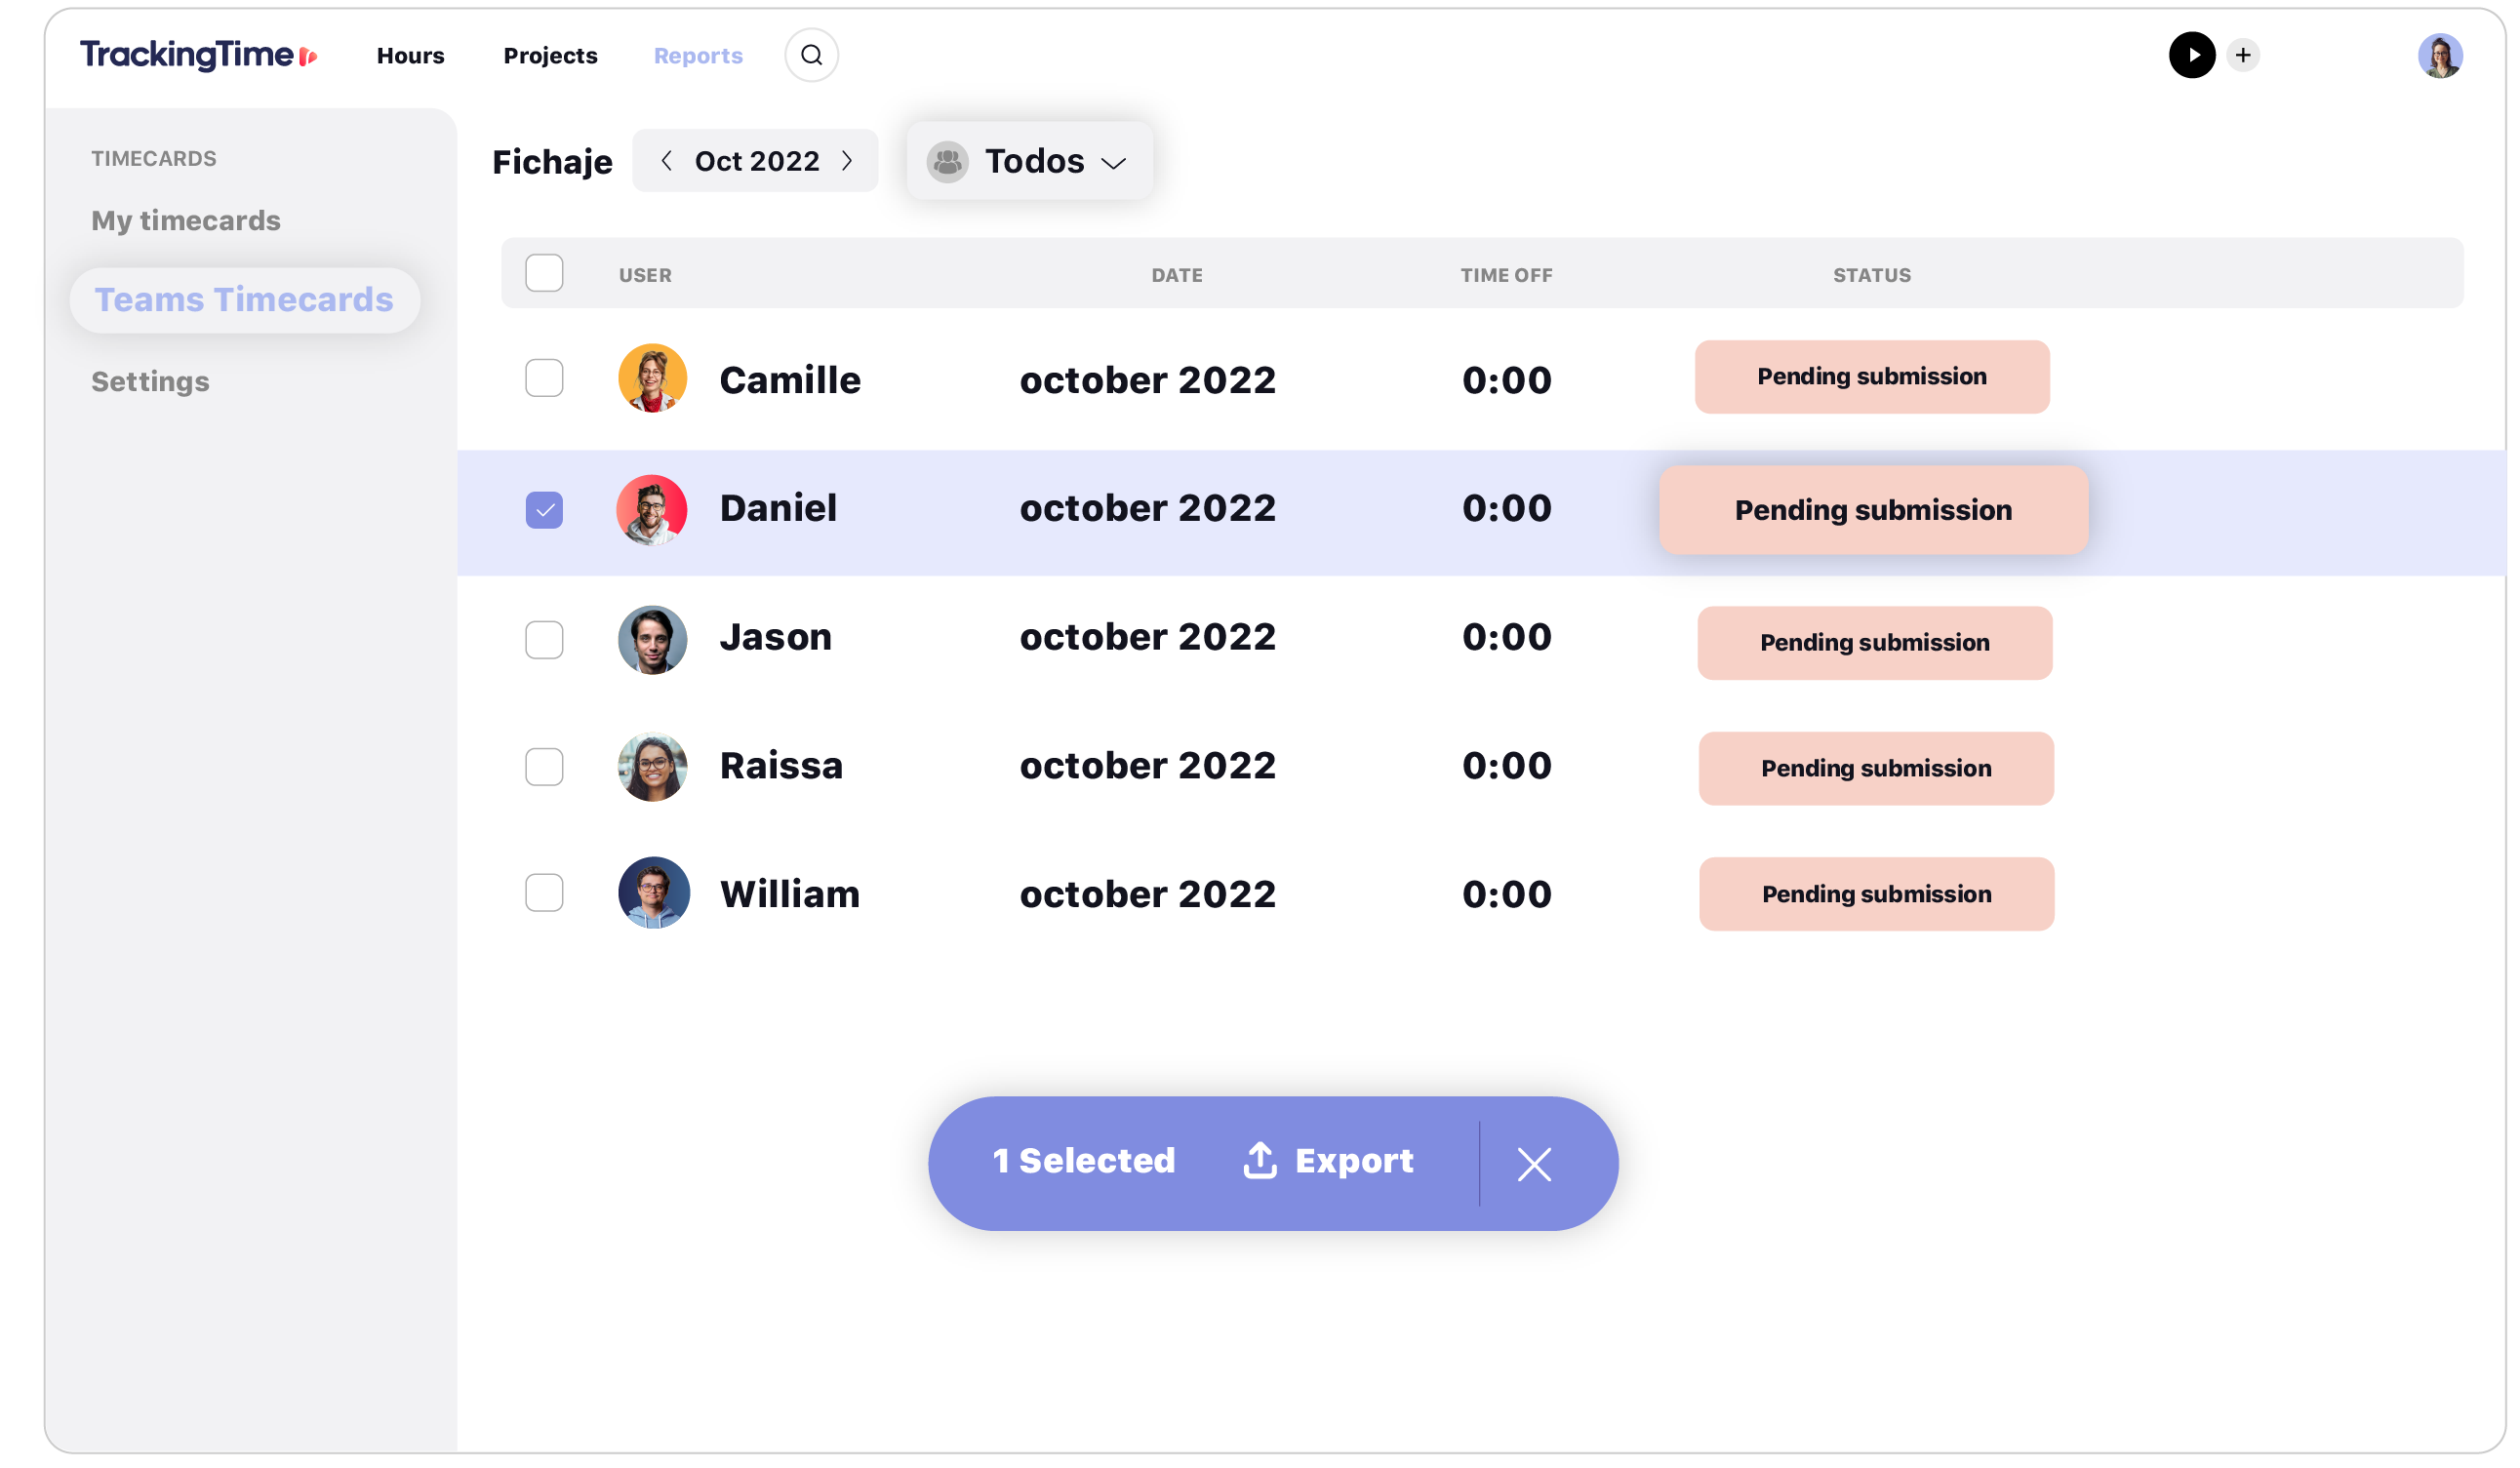 TrackingTime Hours Projects Reports
TIMECARDS
My timecards
Teams Timecards
Settings
Fichaje Oct 2022 Todos
USER DATE TIME OFF STATUS
Camille october 2022 0:00 Pending submission
Daniel october 2022 0:00 Pending submission
Jason october 2022 0:00 Pending submission
Raissa october 2022 0:00 Pending submission
William october 2022 0:00 Pending submission
1 Selected Export